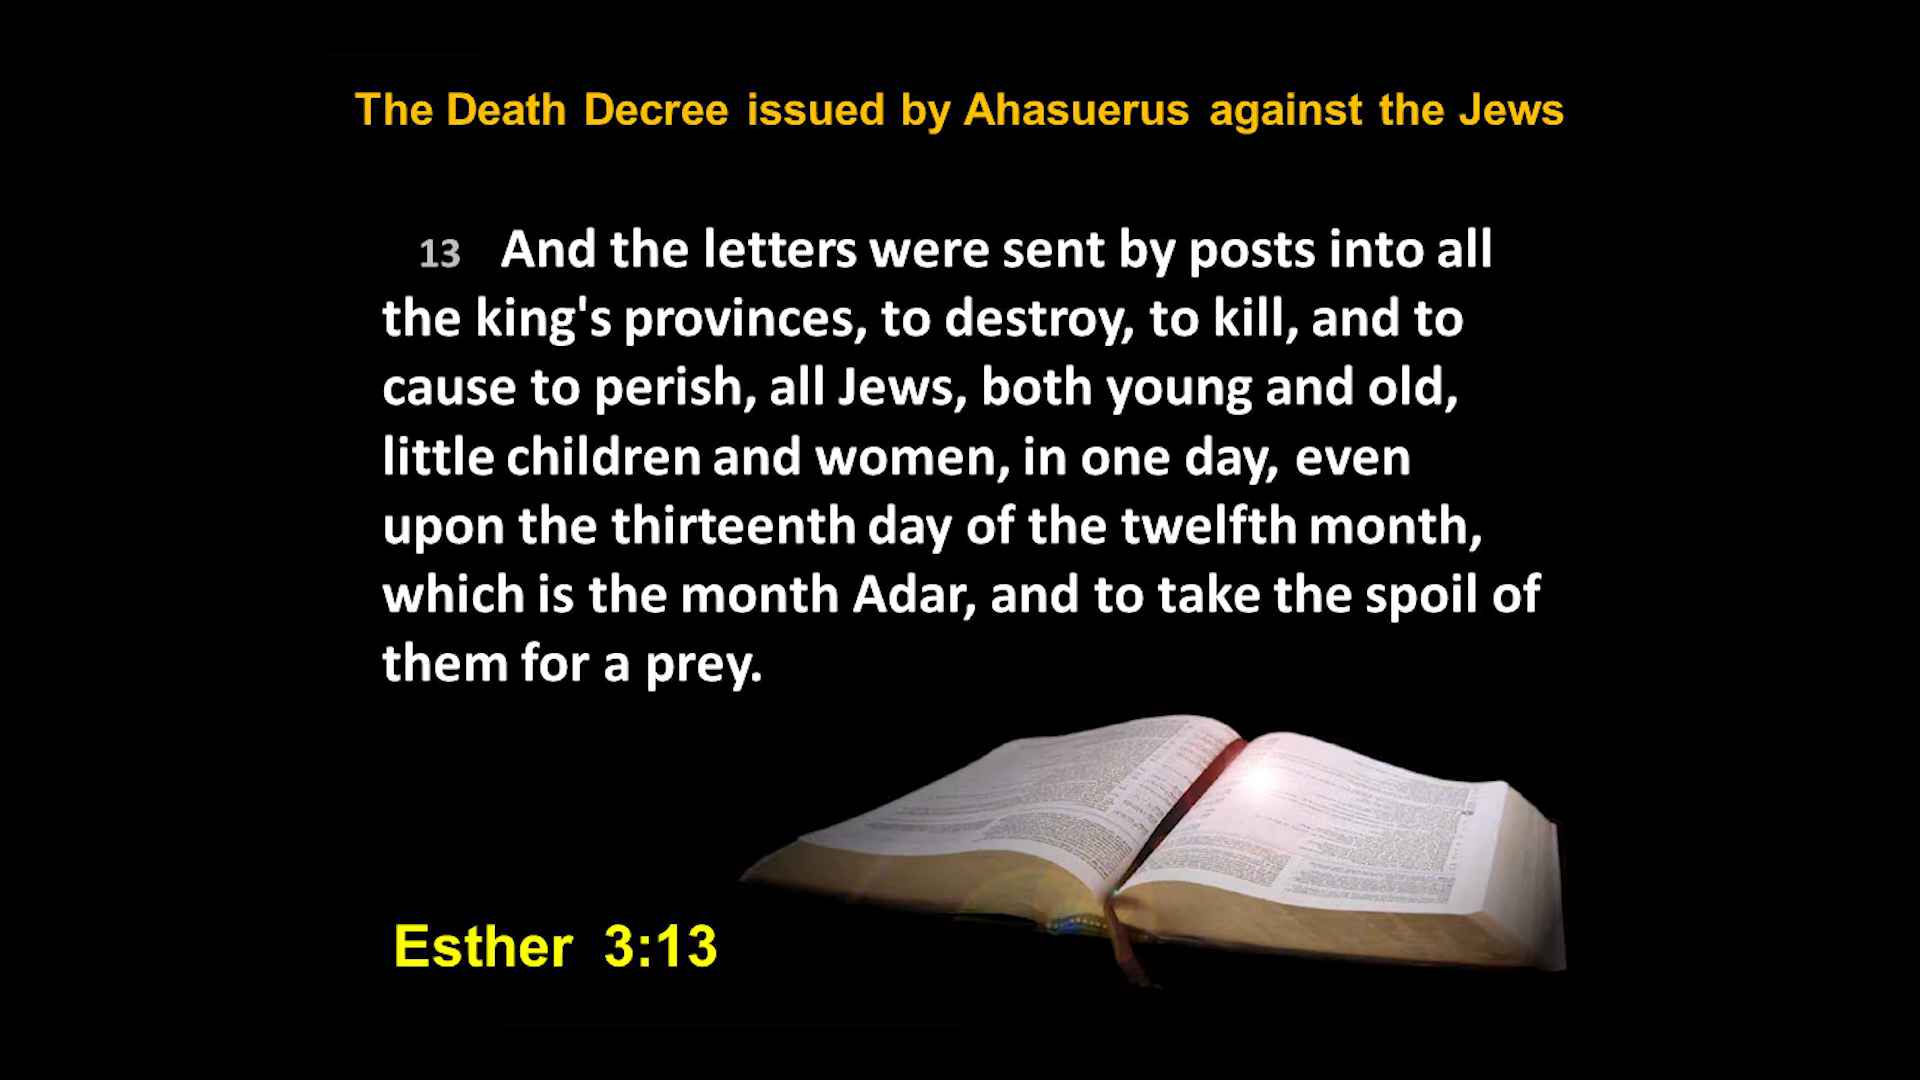 The Death Decree issued by Ahasuerus against the Jews
13 And the letters were sent by posts into all
the king's provinces, to destroy, to kill, and to
cause to perish, all Jews, both young and old,
little children and women, in one day, even
upon the thirteenth day of the twelfth month,
which is the month Adar, and to take the spoil of
them for a prey.
Esther 3:13